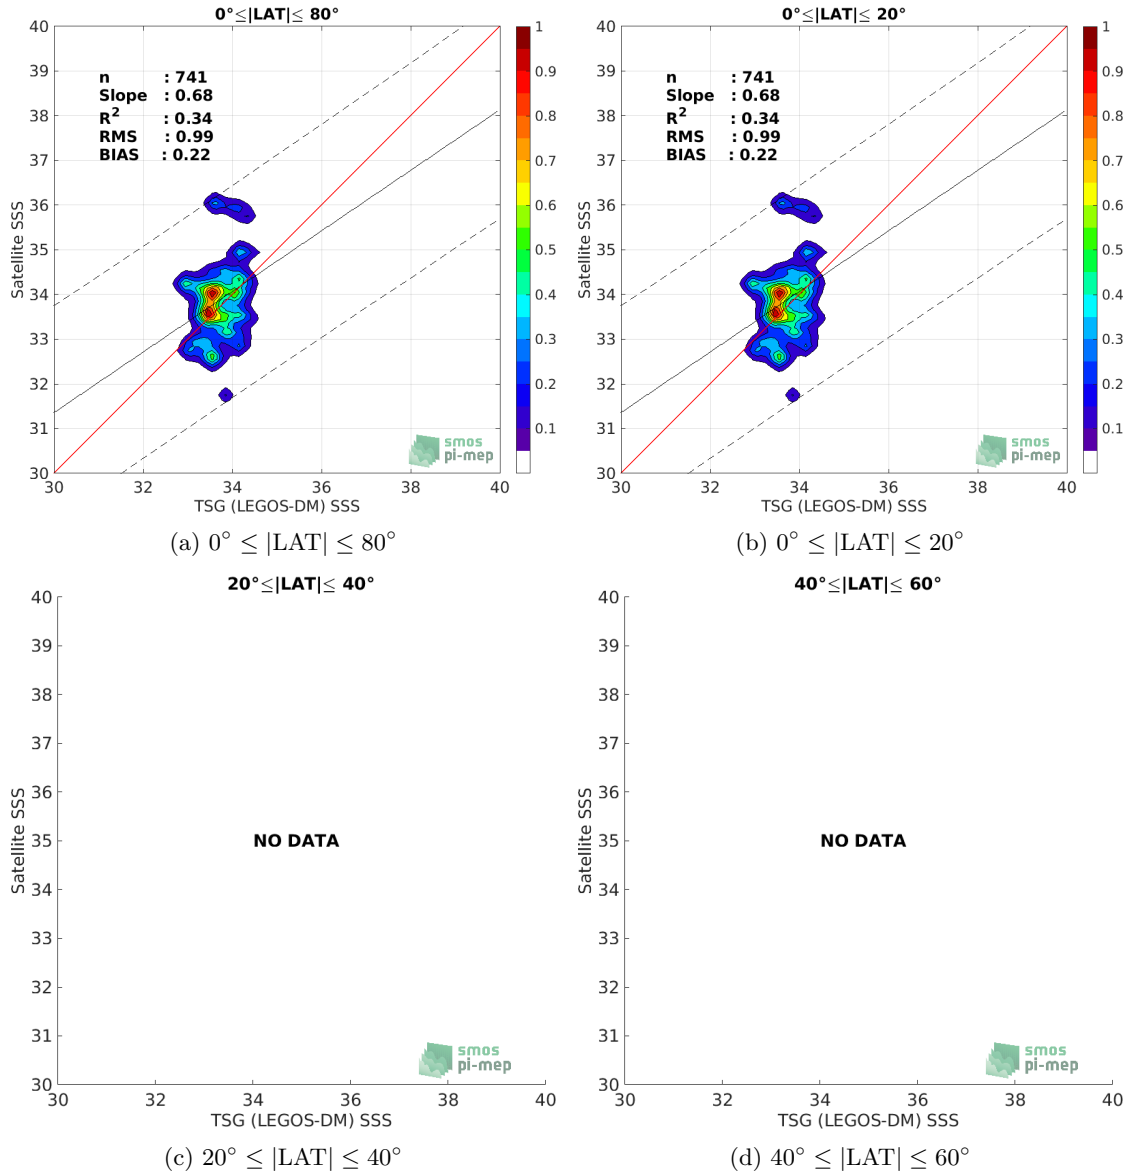 0°≤|LAT|≤ 80°
n : 741
Slope : 0.68
R² : 0.34
RMS : 0.99
BIAS : 0.22
Satellite SSS
40
39
38
37
36
35
34
33
32
31
30
30 32 34 36 38 40
TSG (LEGOS-DM) SSS
1
0.9
0.8
0.7
0.6
0.5
0.4
0.3
0.2
0.1
smos
pi-mep
(a) 0° ≤ |LAT| ≤ 80°
0°≤|LAT|≤ 20°
n : 741
Slope : 0.68
R² : 0.34
RMS : 0.99
BIAS : 0.22
Satellite SSS
40
39
38
37
36
35
34
33
32
31
30
30 32 34 36 38 40
TSG (LEGOS-DM) SSS
1
0.9
0.8
0.7
0.6
0.5
0.4
0.3
0.2
0.1
smos
pi-mep
(b) 0° ≤ |LAT| ≤ 20°
20°≤|LAT|≤ 40°
Satellite SSS
40
39
38
37
36
35
34
33
32
31
30
NO DATA
30 32 34 36 38 40
TSG (LEGOS-DM) SSS
smos
pi-mep
(c) 20° ≤ |LAT| ≤ 40°
40°≤|LAT|≤ 60°
Satellite SSS
40
39
38
37
36
35
34
33
32
31
30
NO DATA
30 32 34 36 38 40
TSG (LEGOS-DM) SSS
smos
pi-mep
(d) 40° ≤ |LAT| ≤ 60°